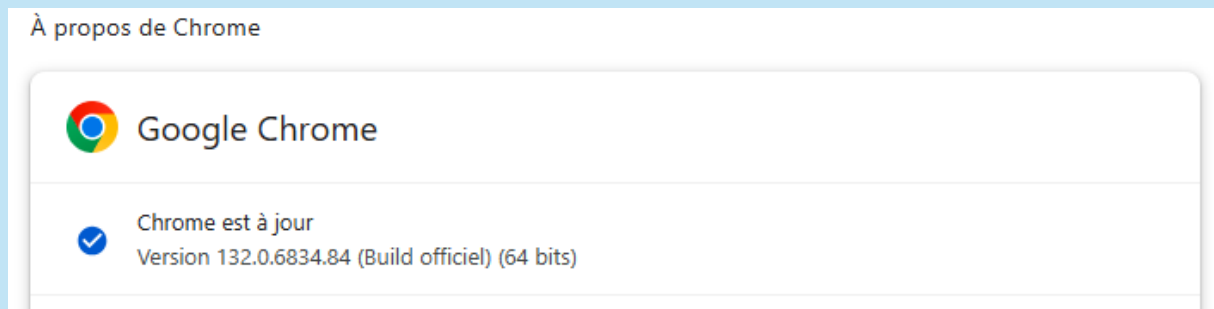 À propos de Chrome
Google Chrome
Chrome est à jour
Version 132.0.6834.84 (Build officiel) (64 bits)